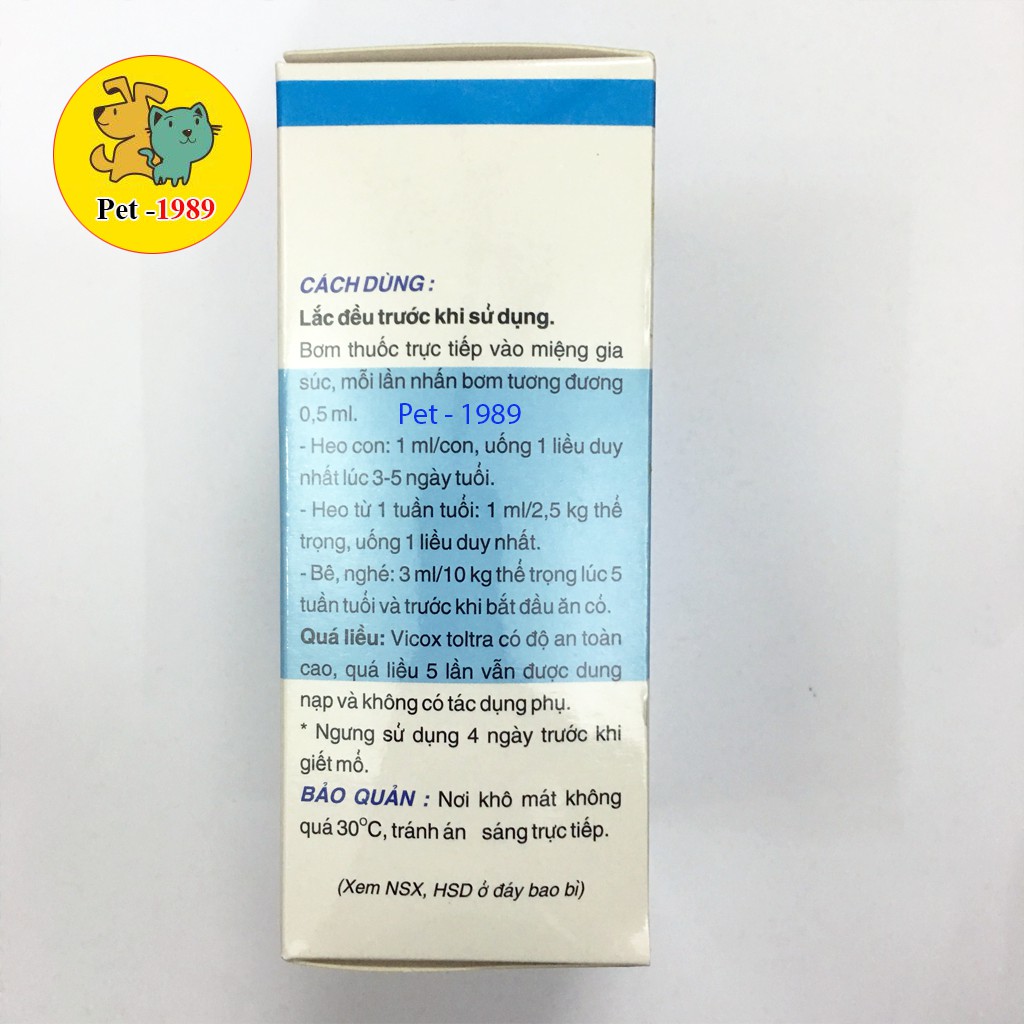 Pet -1989
CÁCH DÙNG :
Lắc đều trước khi sử dụng.
Bơm thuốc trực tiếp vào miệng gia
súc, mỗi lần nhấn bơm tương đương
0,5 ml.
Pet - 1989
- Heo con: 1 ml/con, uống 1 liều duy
nhất lúc 3-5 ngày tuổi.
- Heo từ 1 tuần tuổi: 1 ml/2,5 kg thể
trọng, uống 1 liều duy nhất.
- Bê, nghé: 3 ml/10 kg thể trọng lúc 5
tuần tuổi và trước khi bắt đầu ăn cỏ.
Quá liều: Vicox toltra có độ an toàn
cao, quá liều 5 lần vẫn được dung
nạp và không có tác dụng phụ.
* Ngưng sử dụng 4 ngày trước khi
giết mổ.
BẢO QUẢN : Nơi khô mát không
quá 30°C, tránh án sáng trực tiếp.
(Xem NSX, HSD ở đáy bao bì)